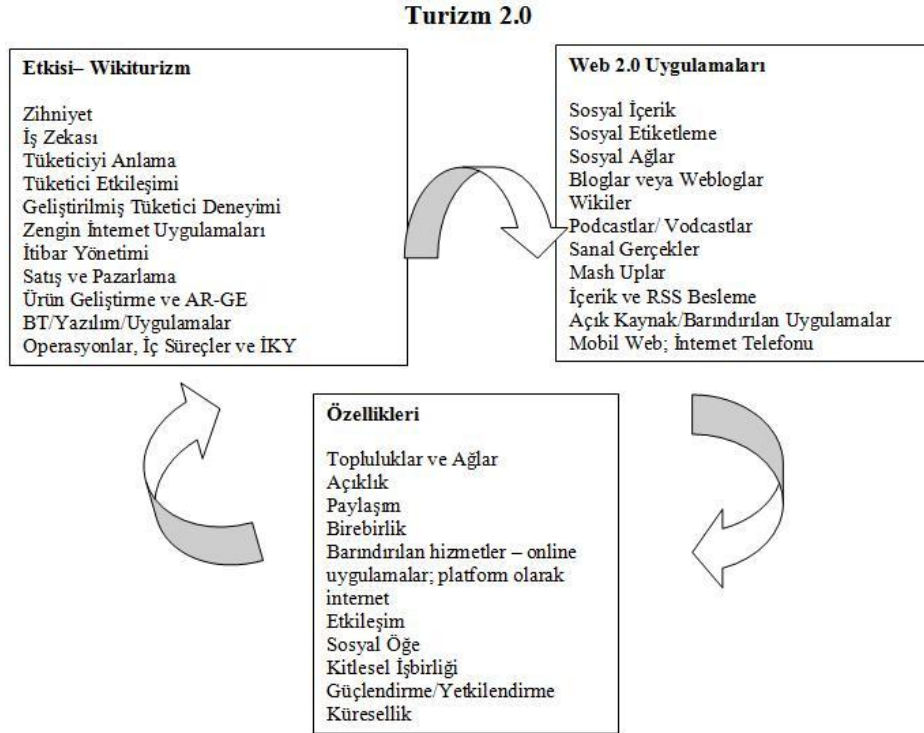 Turizm 2.0
Etkisi– Wikiturizm
Zihniyet
İş Zekası
Tüketiciyi Anlama
Tüketici Etkileşimi
Geliştirilmiş Tüketici Deneyimi
Zengin İnternet Uygulamaları
İtibar Yönetimi
Satış ve Pazarlama
Ürün Geliştirme ve AR-GE
BT/Yazılım/Uygulamalar
Operasyonlar, İç Süreçler ve İKY
Web 2.0 Uygulamaları
Sosyal İçerik
Sosyal Etiketleme
Sosyal Ağlar
Bloglar veya Webloglar
Wikiler
Podcastlar/ Vodcastlar
Sanal Gerçekler
Mash Uplar
İçerik ve RSS Besleme
Açık Kaynak/Barındırılan Uygulamalar
Mobil Web; İnternet Telefonu
Özellikleri
Topluluklar ve Ağlar
Açıklık
Paylaşım
Birebirlik
Barındırılan hizmetler – online
uygulamalar; platform olarak
internet
Etkileşim
Sosyal Öğe
Kitlesel İşbirliği
Güçlendirme/Yetkilendirme
Küresellik